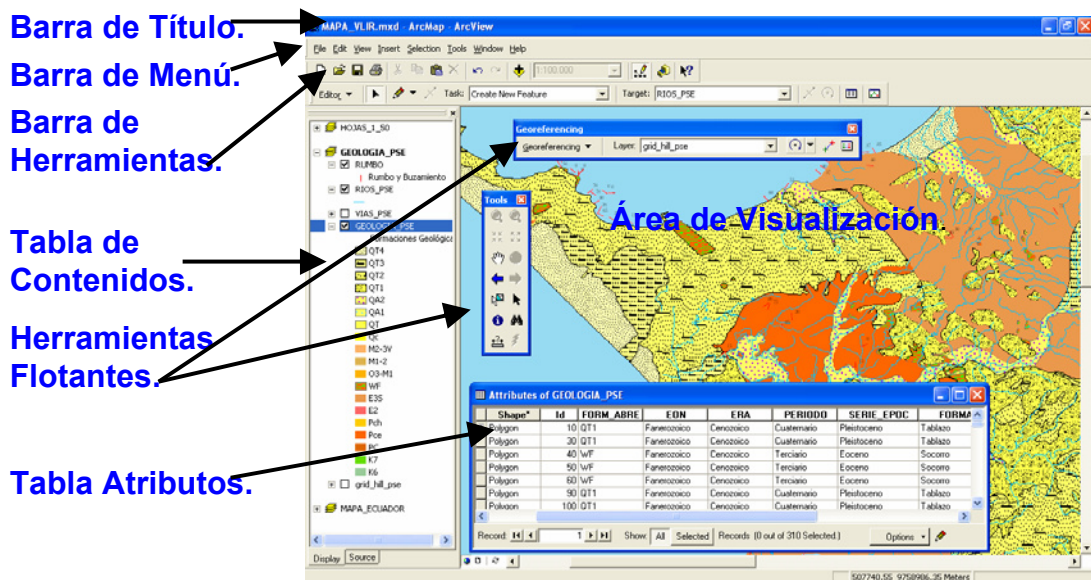 Barra de Título.
Barra de Menú.
Barra de
Herramientas.
Tabla de
Contenidos.
Herramientas
Flotantes.
Tabla Atributos.
MAPA_VLIR.mxd - ArcMap - ArcView
File Edit View Insert Selection Tools Window Help
1:100.000
Editor Task: Create New Feature Target: RIOS_PSE
HOJAS_1_50
GEOLOGIA_PSE
RUMBO
Rumbo y Buzamiento
RIOS_PSE
VIAS_PSE
GEOLOGIA_PSE
Formaciones Geológica
QT4
QT3
QT2
QT1
QA2
QA1
QT
Qc
M2-3V
M1-2
O3-M1
WF
E3S
E2
Pch
Pce
PC
K7
K6
grid_hill_pse
MAPA_ECUADOR
Display Source
Georeferencing
Georeferencing Layer: grid_hill_pse
Tools
Área de Visualización.
Attributes of GEOLOGIA_PSE
Shape* Id FORM_ABRE EON ERA PERIODO SERIE_EPOC FORMA
Polygon 10 QT1 Fanerozoico Cenozoico Cuaternario Pleistoceno Tablazo
Polygon 30 QT1 Fanerozoico Cenozoico Cuaternario Pleistoceno Tablazo
Polygon 40 WF Fanerozoico Cenozoico Terciario Eoceno Socorro
Polygon 50 WF Fanerozoico Cenozoico Terciario Eoceno Socorro
Polygon 60 WF Fanerozoico Cenozoico Terciario Eoceno Socorro
Polygon 90 QT1 Fanerozoico Cenozoico Cuaternario Pleistoceno Tablazo
Polygon 100 QT1 Fanerozoico Cenozoico Cuaternario Pleistoceno Tablazo
Record: 1 Show: All Selected Records (0 out of 310 Selected.) Options
507740.55 9758986.35 Meters